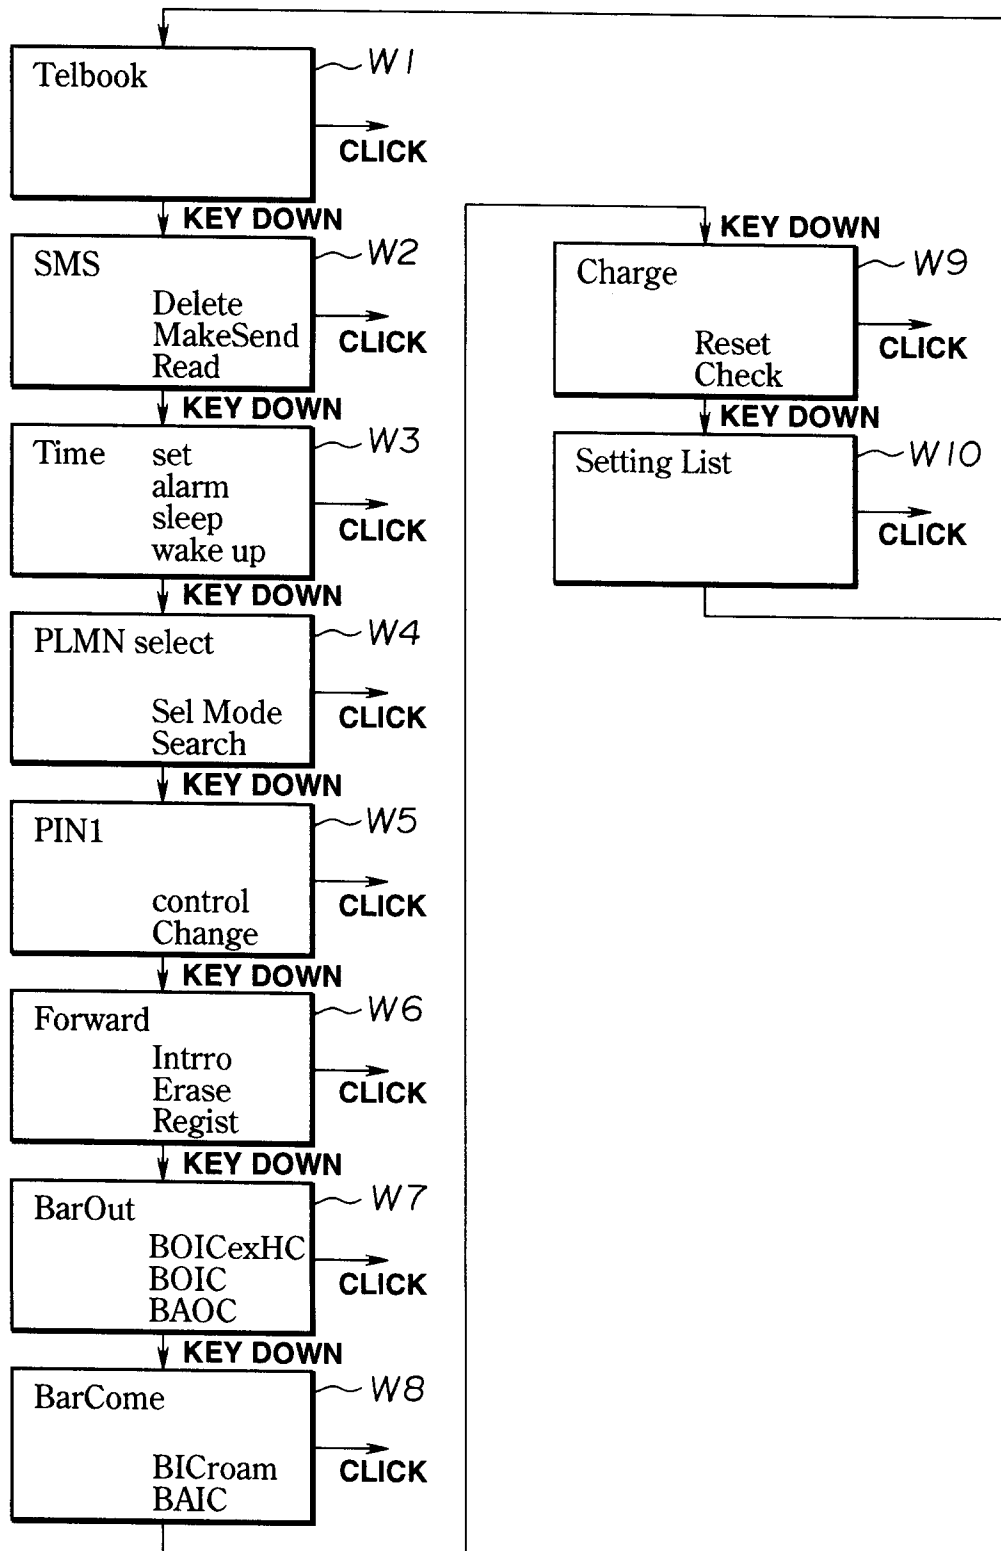 Telbook
W1
CLICK
KEY DOWN
SMS
W2
Delete
MakeSend
Read
CLICK
KEY DOWN
Time set
W3
alarm
sleep
wake up
CLICK
KEY DOWN
PLMN select
W4
Sel Mode
Search
CLICK
KEY DOWN
PIN1
W5
control
Change
CLICK
KEY DOWN
Forward
W6
Intrro
Erase
Regist
CLICK
KEY DOWN
BarOut
W7
BOICexHC
BOIC
BAOC
CLICK
KEY DOWN
BarCome
W8
BICroam
BAIC
CLICK
KEY DOWN
Charge
W9
Reset
Check
CLICK
KEY DOWN
Setting List
W10
CLICK